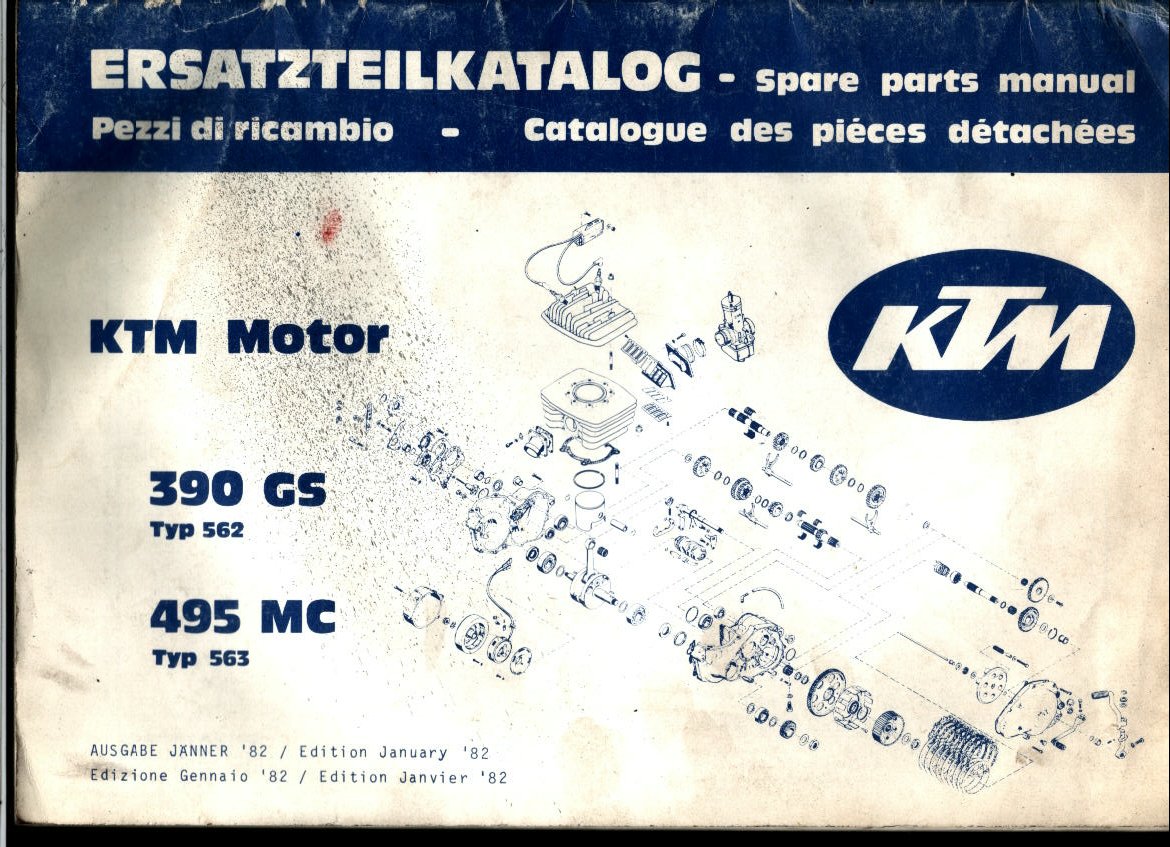 ERSATZTEILKATALOG - Spare parts manual
Pezzi di ricambio - Catalogue des piéces détachées
KTM
KTM Motor
390 GS
Typ 562
495 MC
Typ 563
AUSGABE JÄNNER '82 / Edition January '82
Edizione Gennaio '82 / Edition Janvier '82